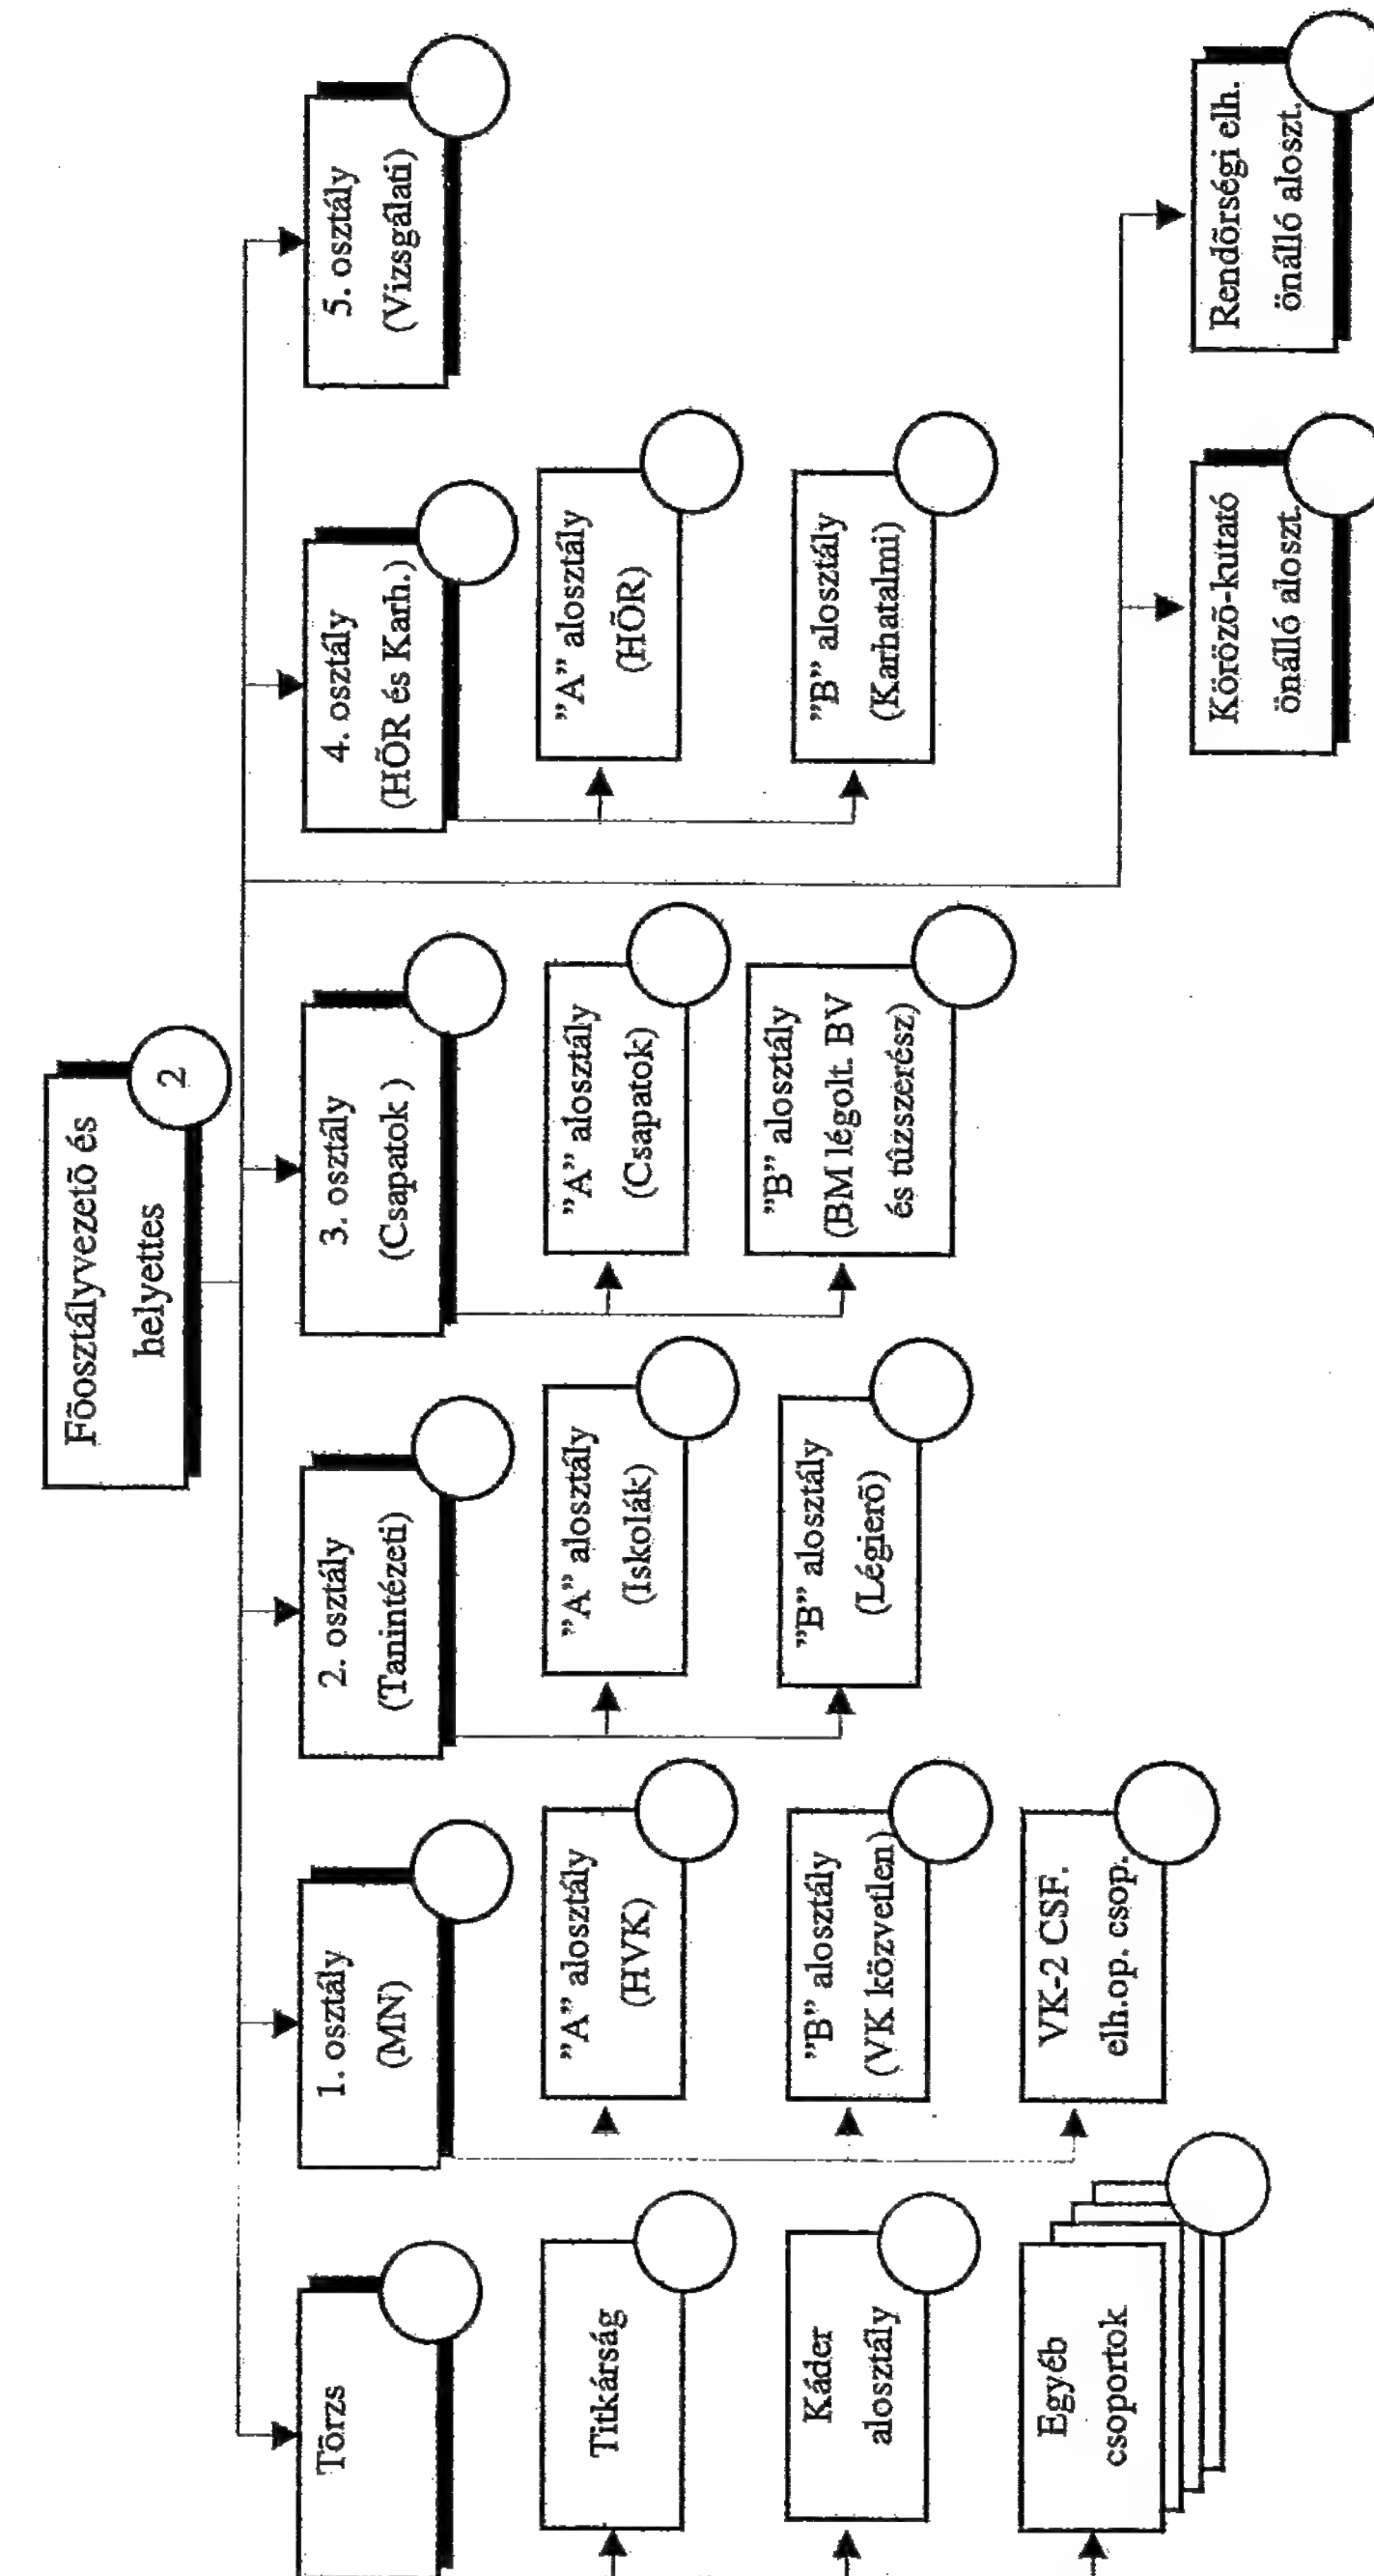 Főosztályvezető és
helyettes
2
Törzs
Titkárság
Káder
alosztály
Egyéb
csoportok
1. osztály
(MN)
"A" alosztály
(HVK)
"B" alosztály
(VK közvetlen)
VK-2 CSF.
elh.op. csop.
2. osztály
(Tanintézeti)
"A" alosztály
(Iskolák)
"B" alosztály
(Légierő)
3. osztály
(Csapatok )
"A" alosztály
(Csapatok)
"B" alosztály
(BM légolt. BV
és tűzszerész)
4. osztály
(HŐR és Karh.)
"A" alosztály
(HŐR)
"B" alosztály
(Karhatalmi)
5. osztály
(Vizsgálati)
Köröző-kutató
önálló aloszt.
Rendőrségi elh.
önálló aloszt.